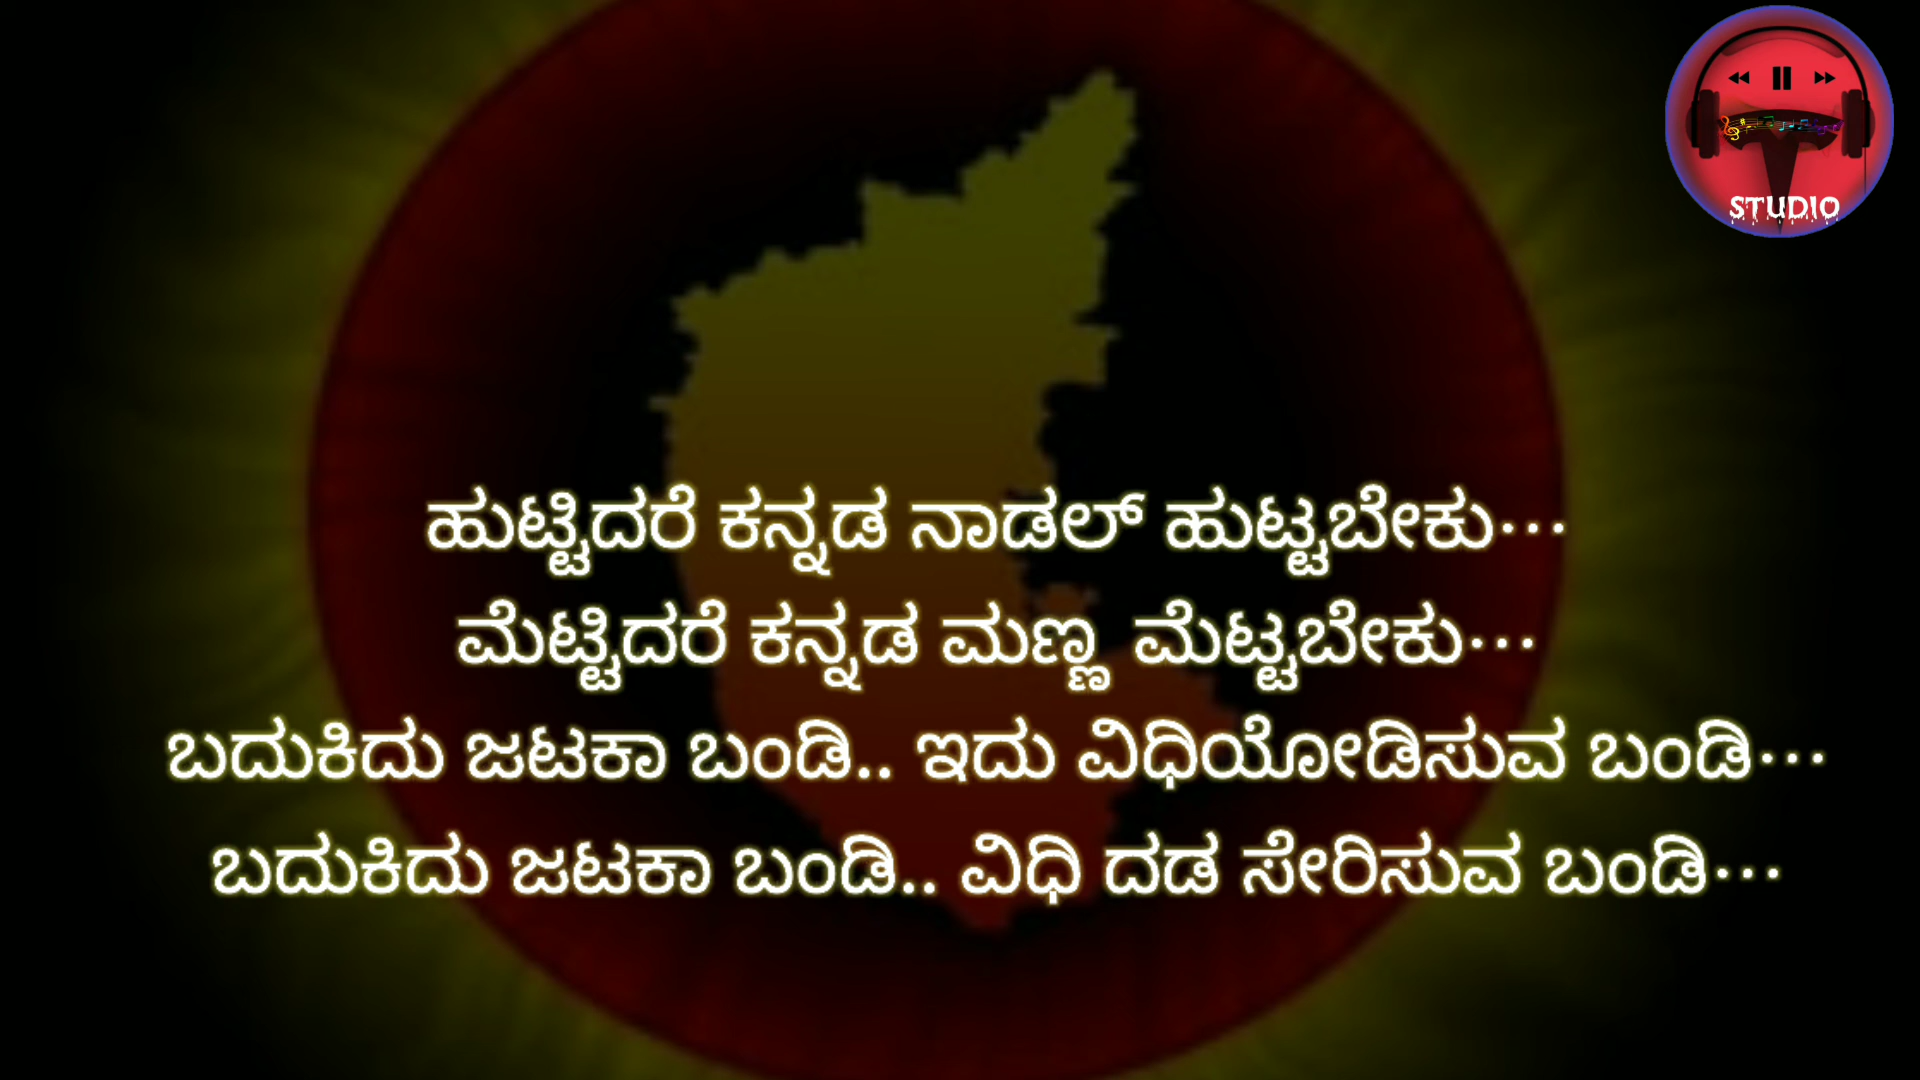 STUDIO
ಹುಟ್ಟಿದರೆ ಕನ್ನಡ ನಾಡಲ್ ಹುಟ್ಟಬೇಕು...
ಮೆಟ್ಟಿದರೆ ಕನ್ನಡ ಮಣ್ಣ ಮೆಟ್ಟಬೇಕು...
ಬದುಕಿದು ಜಟಕಾ ಬಂಡಿ.. ಇದು ವಿಧಿಯೋಡಿಸುವ ಬಂಡಿ...
ಬದುಕಿದು ಜಟಕಾ ಬಂಡಿ.. ವಿಧಿ ದಡ ಸೇರಿಸುವ ಬಂಡಿ...